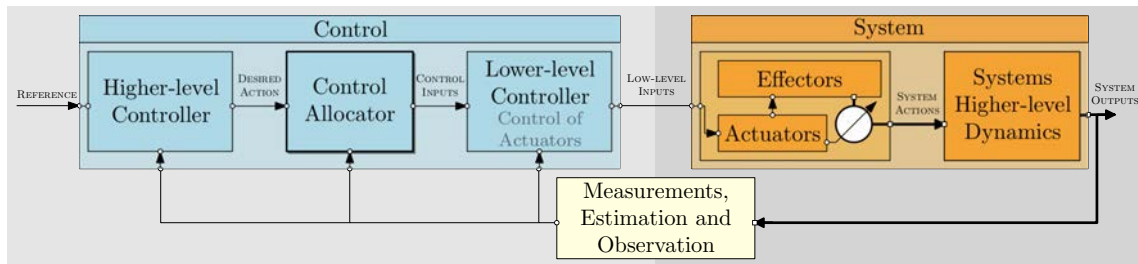 Control
System
Higher-level
Controller
DESIRED
ACTION
Control
Allocator
CONTROL
INPUTS
Lower-level
Controller
Control of
Actuators
LOW-LEVEL
INPUTS
Effectors
Actuators
SYSTEM
ACTIONS
Systems
Higher-level
Dynamics
SYSTEM
OUTPUTS
REFERENCE
Measurements,
Estimation and
Observation